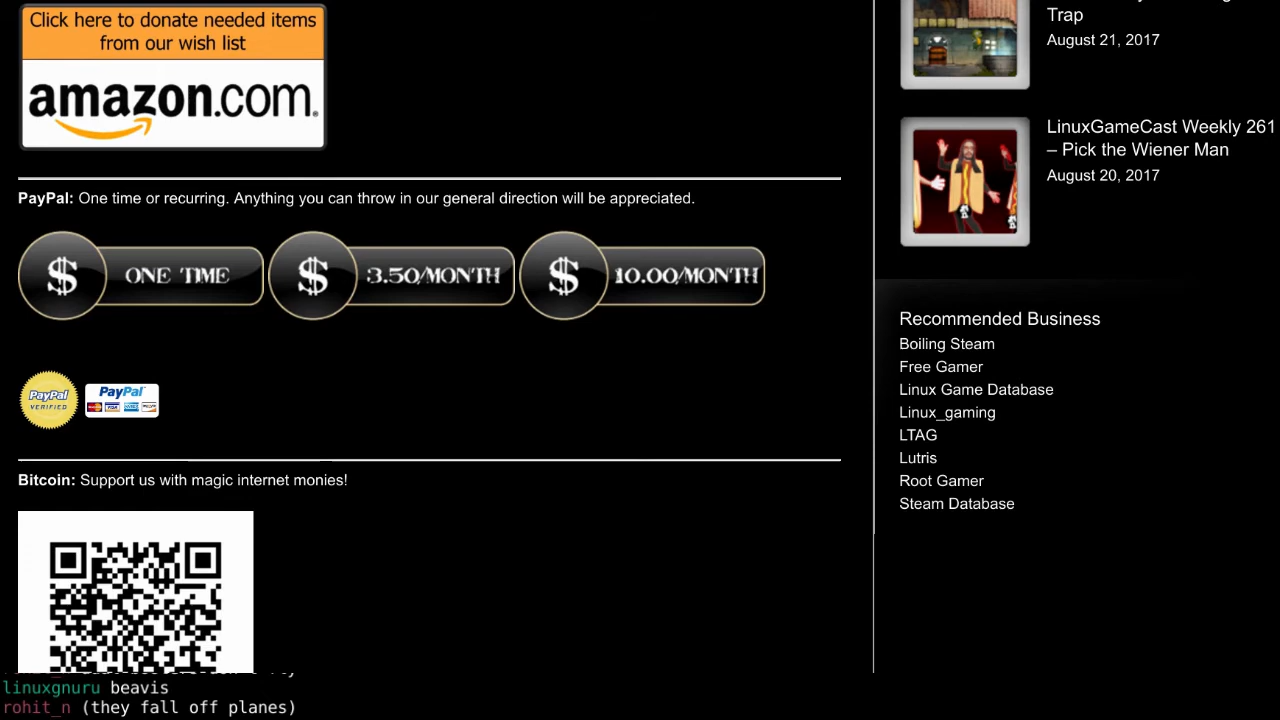 Click here to donate needed items
from our wish list
amazon.com.
PayPal: One time or recurring. Anything you can throw in our general direction will be appreciated.
$ ONE TIME
$ 3.50/MONTH
$ 10.00/MONTH
PayPal
VERIFIED
PayPal
VISA
Bitcoin: Support us with magic internet monies!
linuxgnuru beavis
rohit_n (they fall off planes)
Trap
August 21, 2017
LinuxGameCast Weekly 261
– Pick the Wiener Man
August 20, 2017
Recommended Business
Boiling Steam
Free Gamer
Linux Game Database
Linux_gaming
LTAG
Lutris
Root Gamer
Steam Database